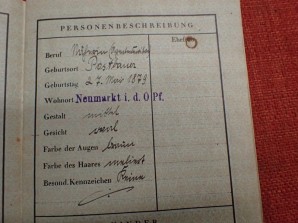 PERSONENBESCHREIBUNG
Ehefrau
Beruf
Geburtsort Postbauer
Geburtstag 27. Mai 1879
Wohnort Neumarkt i. d. O Pf.
Gestalt mittel
Gesicht oval
Farbe der Augen braun
Farbe des Haares meliert
Besond. Kennzeichen Keine